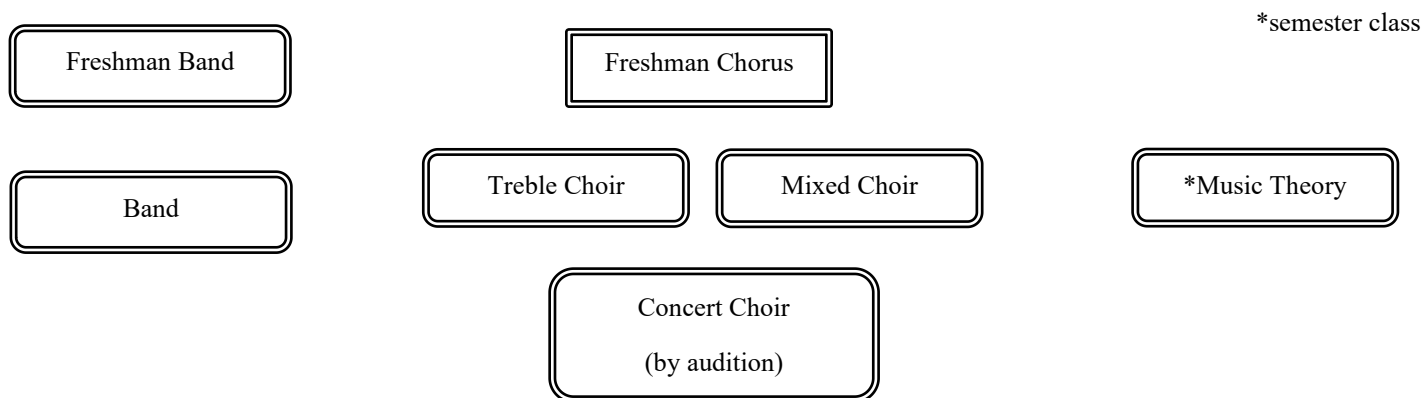 *semester class
Freshman Band
Freshman Chorus
Treble Choir
Mixed Choir
*Music Theory
Band
Concert Choir
(by audition)